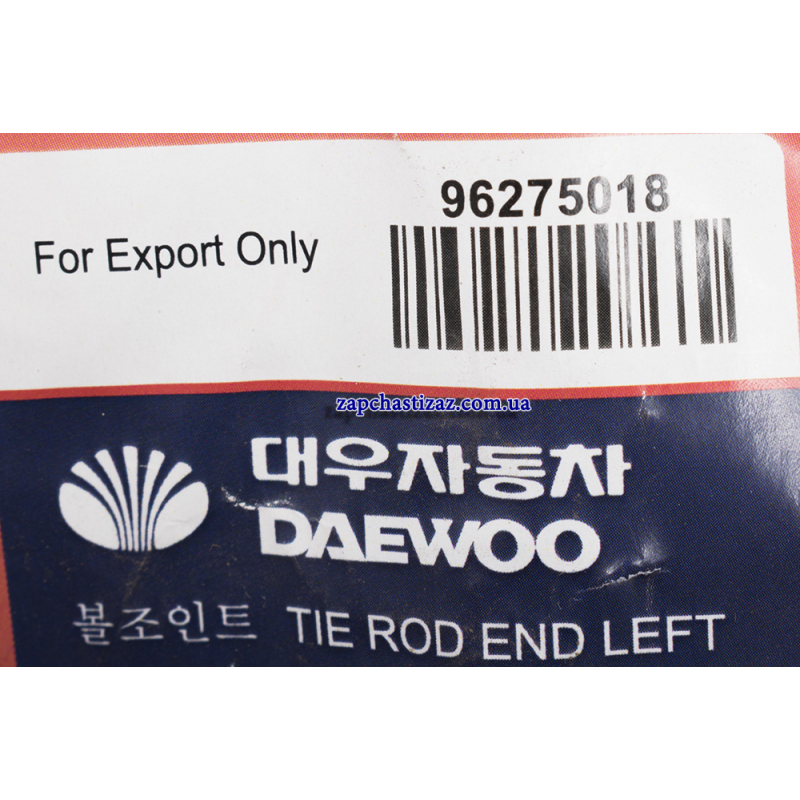 96275018
For Export Only
zapchastizaz.com.ua
대우자동차
DAEWOO
볼조인트 TIE ROD END LEFT